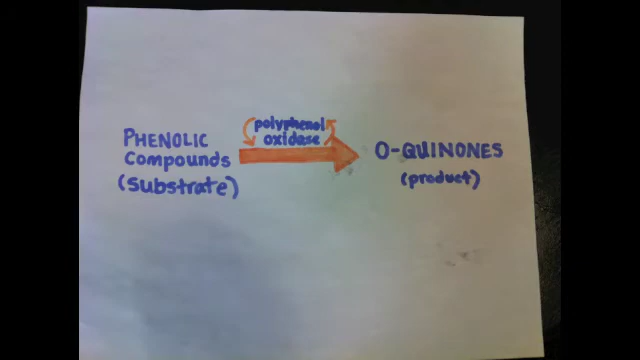 PHENOLIC
Compounds
(substrate)
polyphenol
oxidase
O-QUINONES
(product)